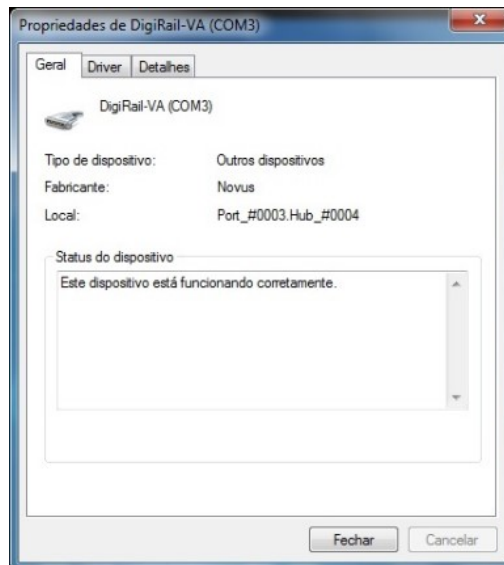 Propriedades de DigiRail-VA (COM3)
Geral Driver Detalhes
DigiRail-VA (COM3)
Tipo de dispositivo: Outros dispositivos
Fabricante: Novus
Local: Port_#0003.Hub_#0004
Status do dispositivo
Este dispositivo está funcionando corretamente.
Fechar Cancelar